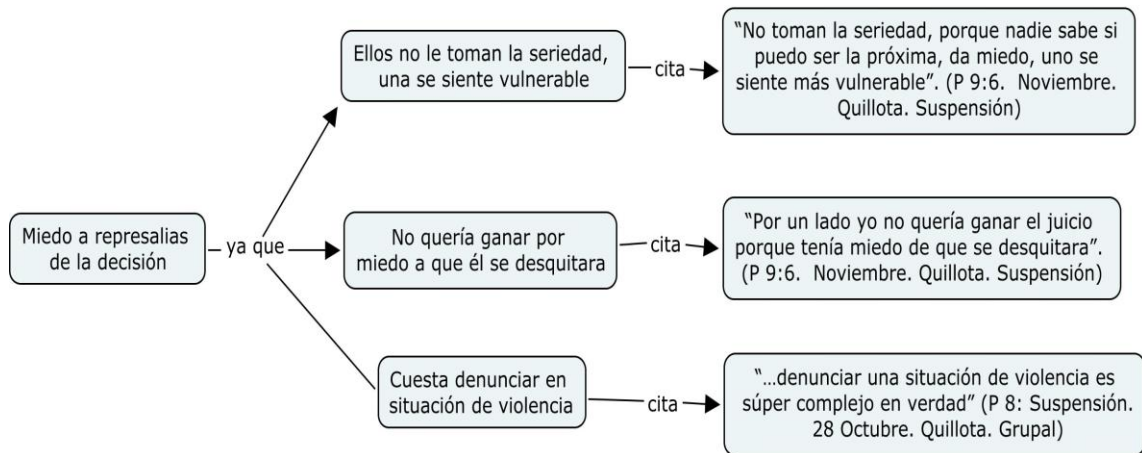 Miedo a represalias
de la decisión
ya que
Ellos no le toman la seriedad,
una se siente vulnerable
cita
“No toman la seriedad, porque nadie sabe si
puedo ser la próxima, da miedo, uno se
siente más vulnerable”. (P 9:6. Noviembre.
Quillota. Suspensión)
No quería ganar por
miedo a que él se desquitara
cita
“Por un lado yo no quería ganar el juicio
porque tenía miedo de que se desquitara”.
(P 9:6. Noviembre. Quillota. Suspensión)
Cuesta denunciar en
situación de violencia
cita
“…denunciar una situación de violencia es
súper complejo en verdad” (P 8: Suspensión.
28 Octubre. Quillota. Grupal)